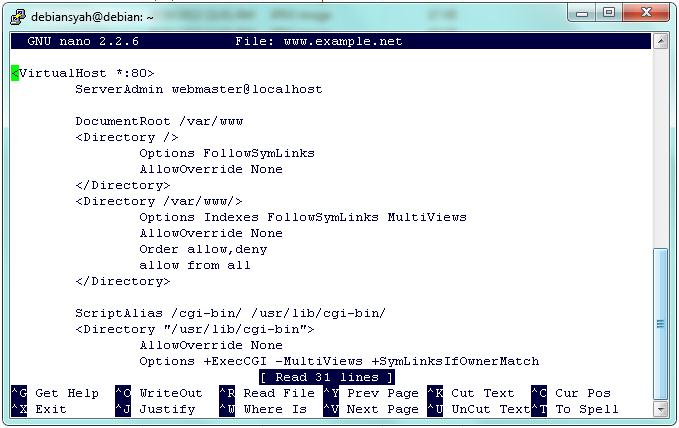 debiansyah@debian: ~
GNU nano 2.2.6 File: www.example.net
<VirtualHost *:80>
ServerAdmin webmaster@localhost
DocumentRoot /var/www
<Directory />
Options FollowSymLinks
AllowOverride None
</Directory>
<Directory /var/www/>
Options Indexes FollowSymLinks MultiViews
AllowOverride None
Order allow,deny
allow from all
</Directory>
ScriptAlias /cgi-bin/ /usr/lib/cgi-bin/
<Directory "/usr/lib/cgi-bin">
AllowOverride None
Options +ExecCGI -MultiViews +SymLinksIfOwnerMatch
[ Read 31 lines ]
^G Get Help ^O WriteOut ^R Read File ^Y Prev Page ^K Cut Text ^C Cur Pos
^X Exit ^J Justify ^W Where Is ^V Next Page ^U UnCut Text ^T To Spell